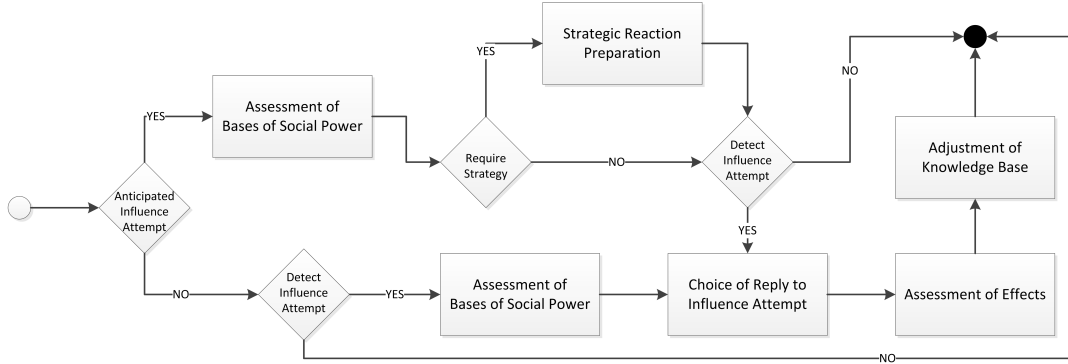 Strategic Reaction
Preparation
YES
NO
Assessment of
Bases of Social Power
YES
Require
Strategy
NO
Detect
Influence
Attempt
Adjustment of
Knowledge Base
Anticipated
Influence
Attempt
YES
NO
Detect
Influence
Attempt
YES
Assessment of
Bases of Social Power
Choice of Reply to
Influence Attempt
Assessment of Effects
NO